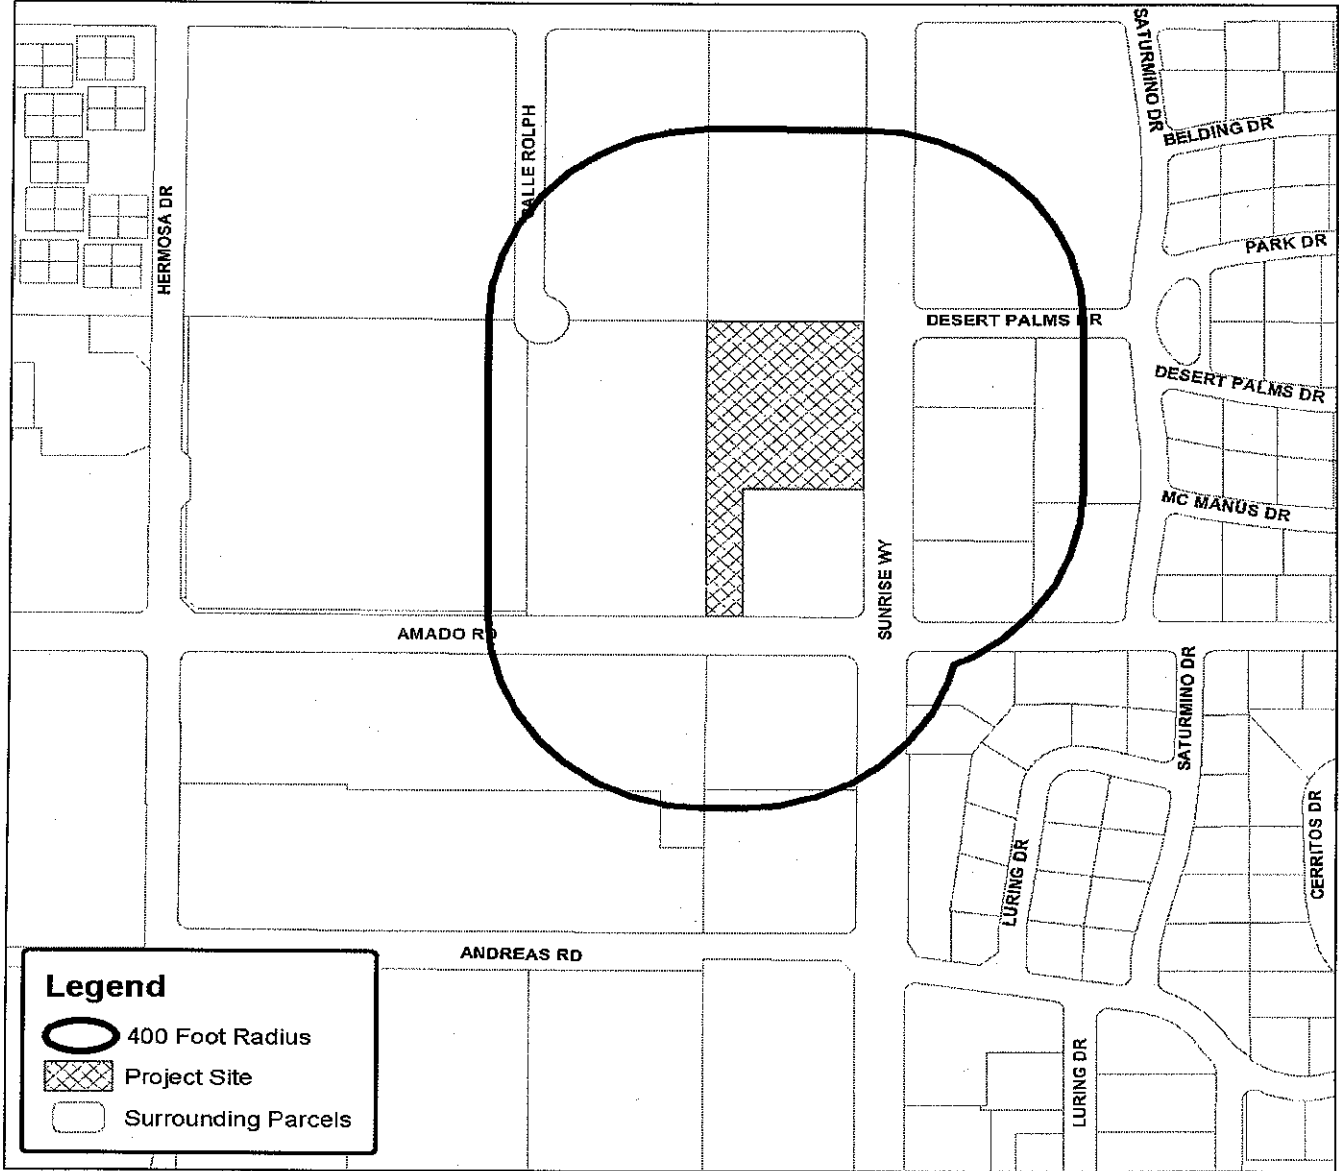 SATURMINO DR
BELDING DR
CALLE ROLPH
HERMOSA DR
PARK DR
DESERT PALMS DR
DESERT PALMS DR
MC MANUS DR
SUNRISE WY
AMADO RD
SATURMINO DR
CERRITOS DR
LURING DR
ANDREAS RD
Legend
400 Foot Radius
Project Site
Surrounding Parcels
LURING DR